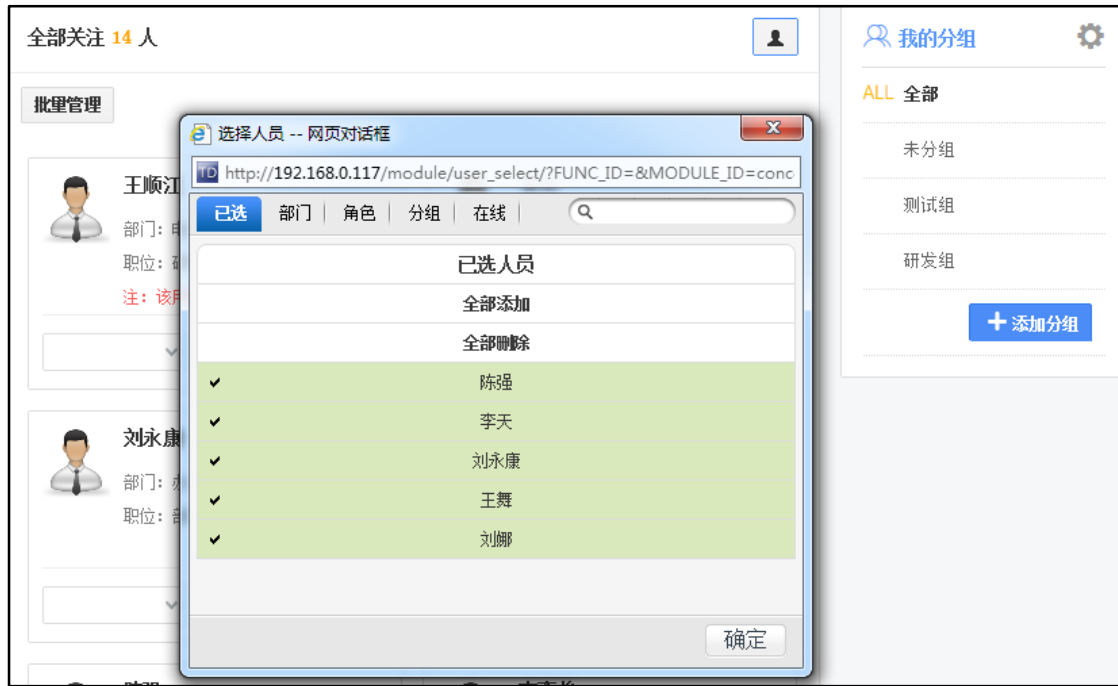 全部关注 14 人
批里管理
王顺江
部门：
职位：
注：该用
刘永康
部门：
职位：
选择人员 -- 网页对话框
http://192.168.0.117/module/user_select/?FUNC_ID=&MODULE_ID=conc
已选 部门 角色 分组 在线
已选人员
全部添加
全部删除
陈强
李天
刘永康
王舞
刘娜
确定
我的分组
ALL 全部
未分组
测试组
研发组
添加分组